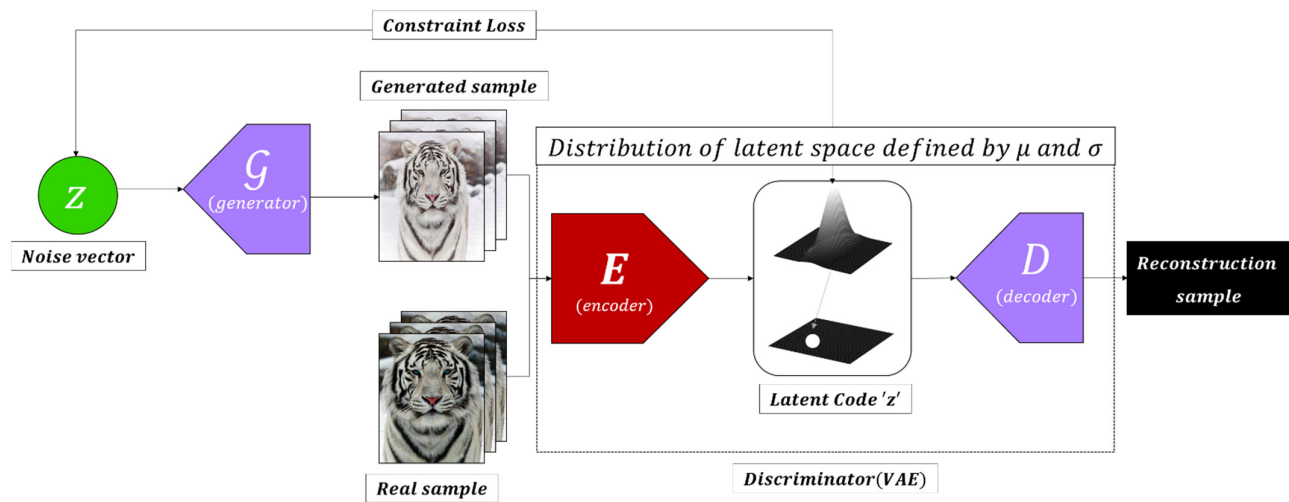 Constraint Loss
Generated sample
Distribution of latent space defined by μ and σ
z
𝒢
(generator)
Noise vector
E
(encoder)
D
(decoder)
Reconstruction
sample
Latent Code 'z'
Real sample
Discriminator(VAE)